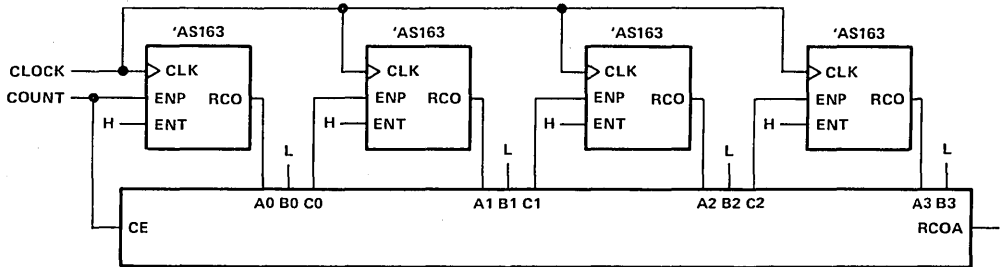 'AS163 'AS163 'AS163 'AS163
CLOCK CLK CLK CLK CLK
COUNT ENP RCO ENP RCO ENP RCO ENP RCO
H ENT H ENT H ENT H ENT
L L L L
A0 B0 C0 A1 B1 C1 A2 B2 C2 A3 B3
CE RCOA